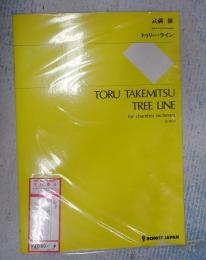 武満 徹
トゥリー・ライン
TORU TAKEMITSU
TREE LINE
for chamber orchestra
SCHOTT JAPAN